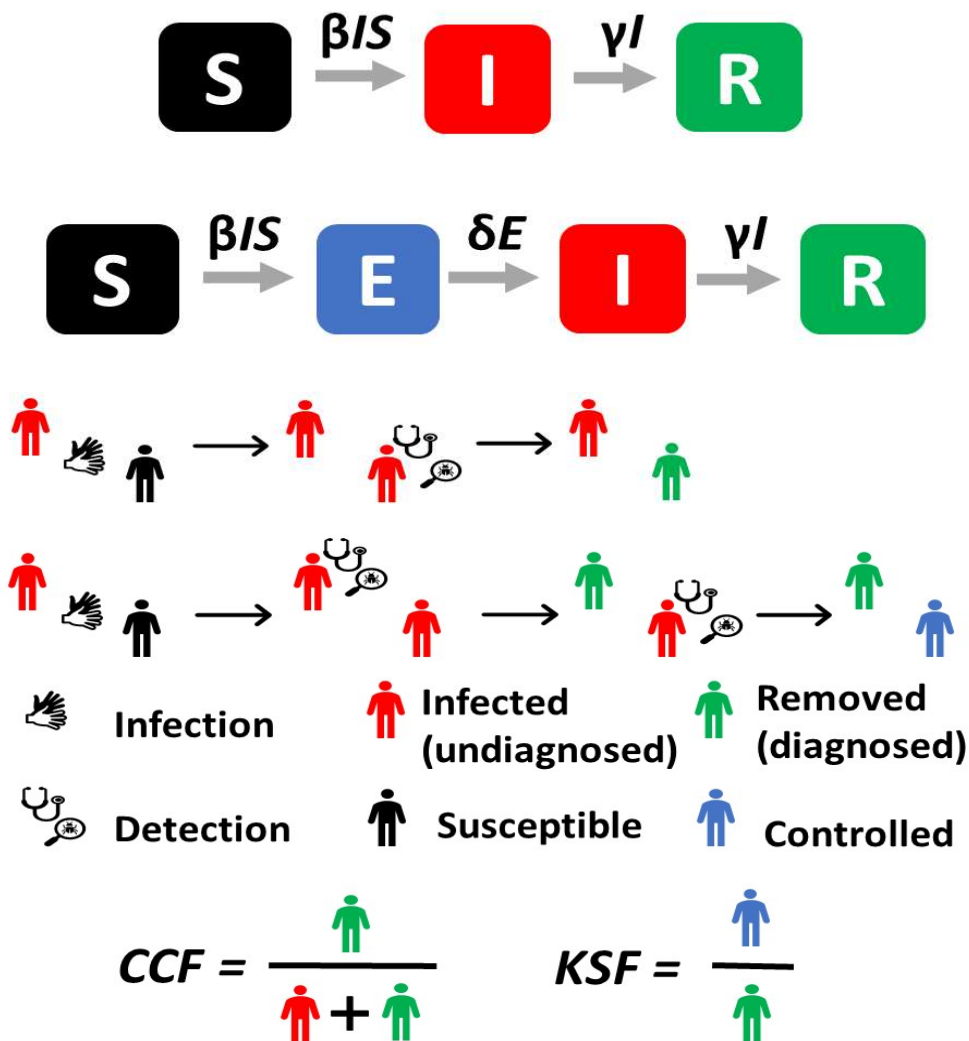 βIS γI
S I R
βIS δE γI
S E I R
Infection
Infected
(undiagnosed)
Removed
(diagnosed)
Detection
Susceptible
Controlled
CCF =
+
KSF =